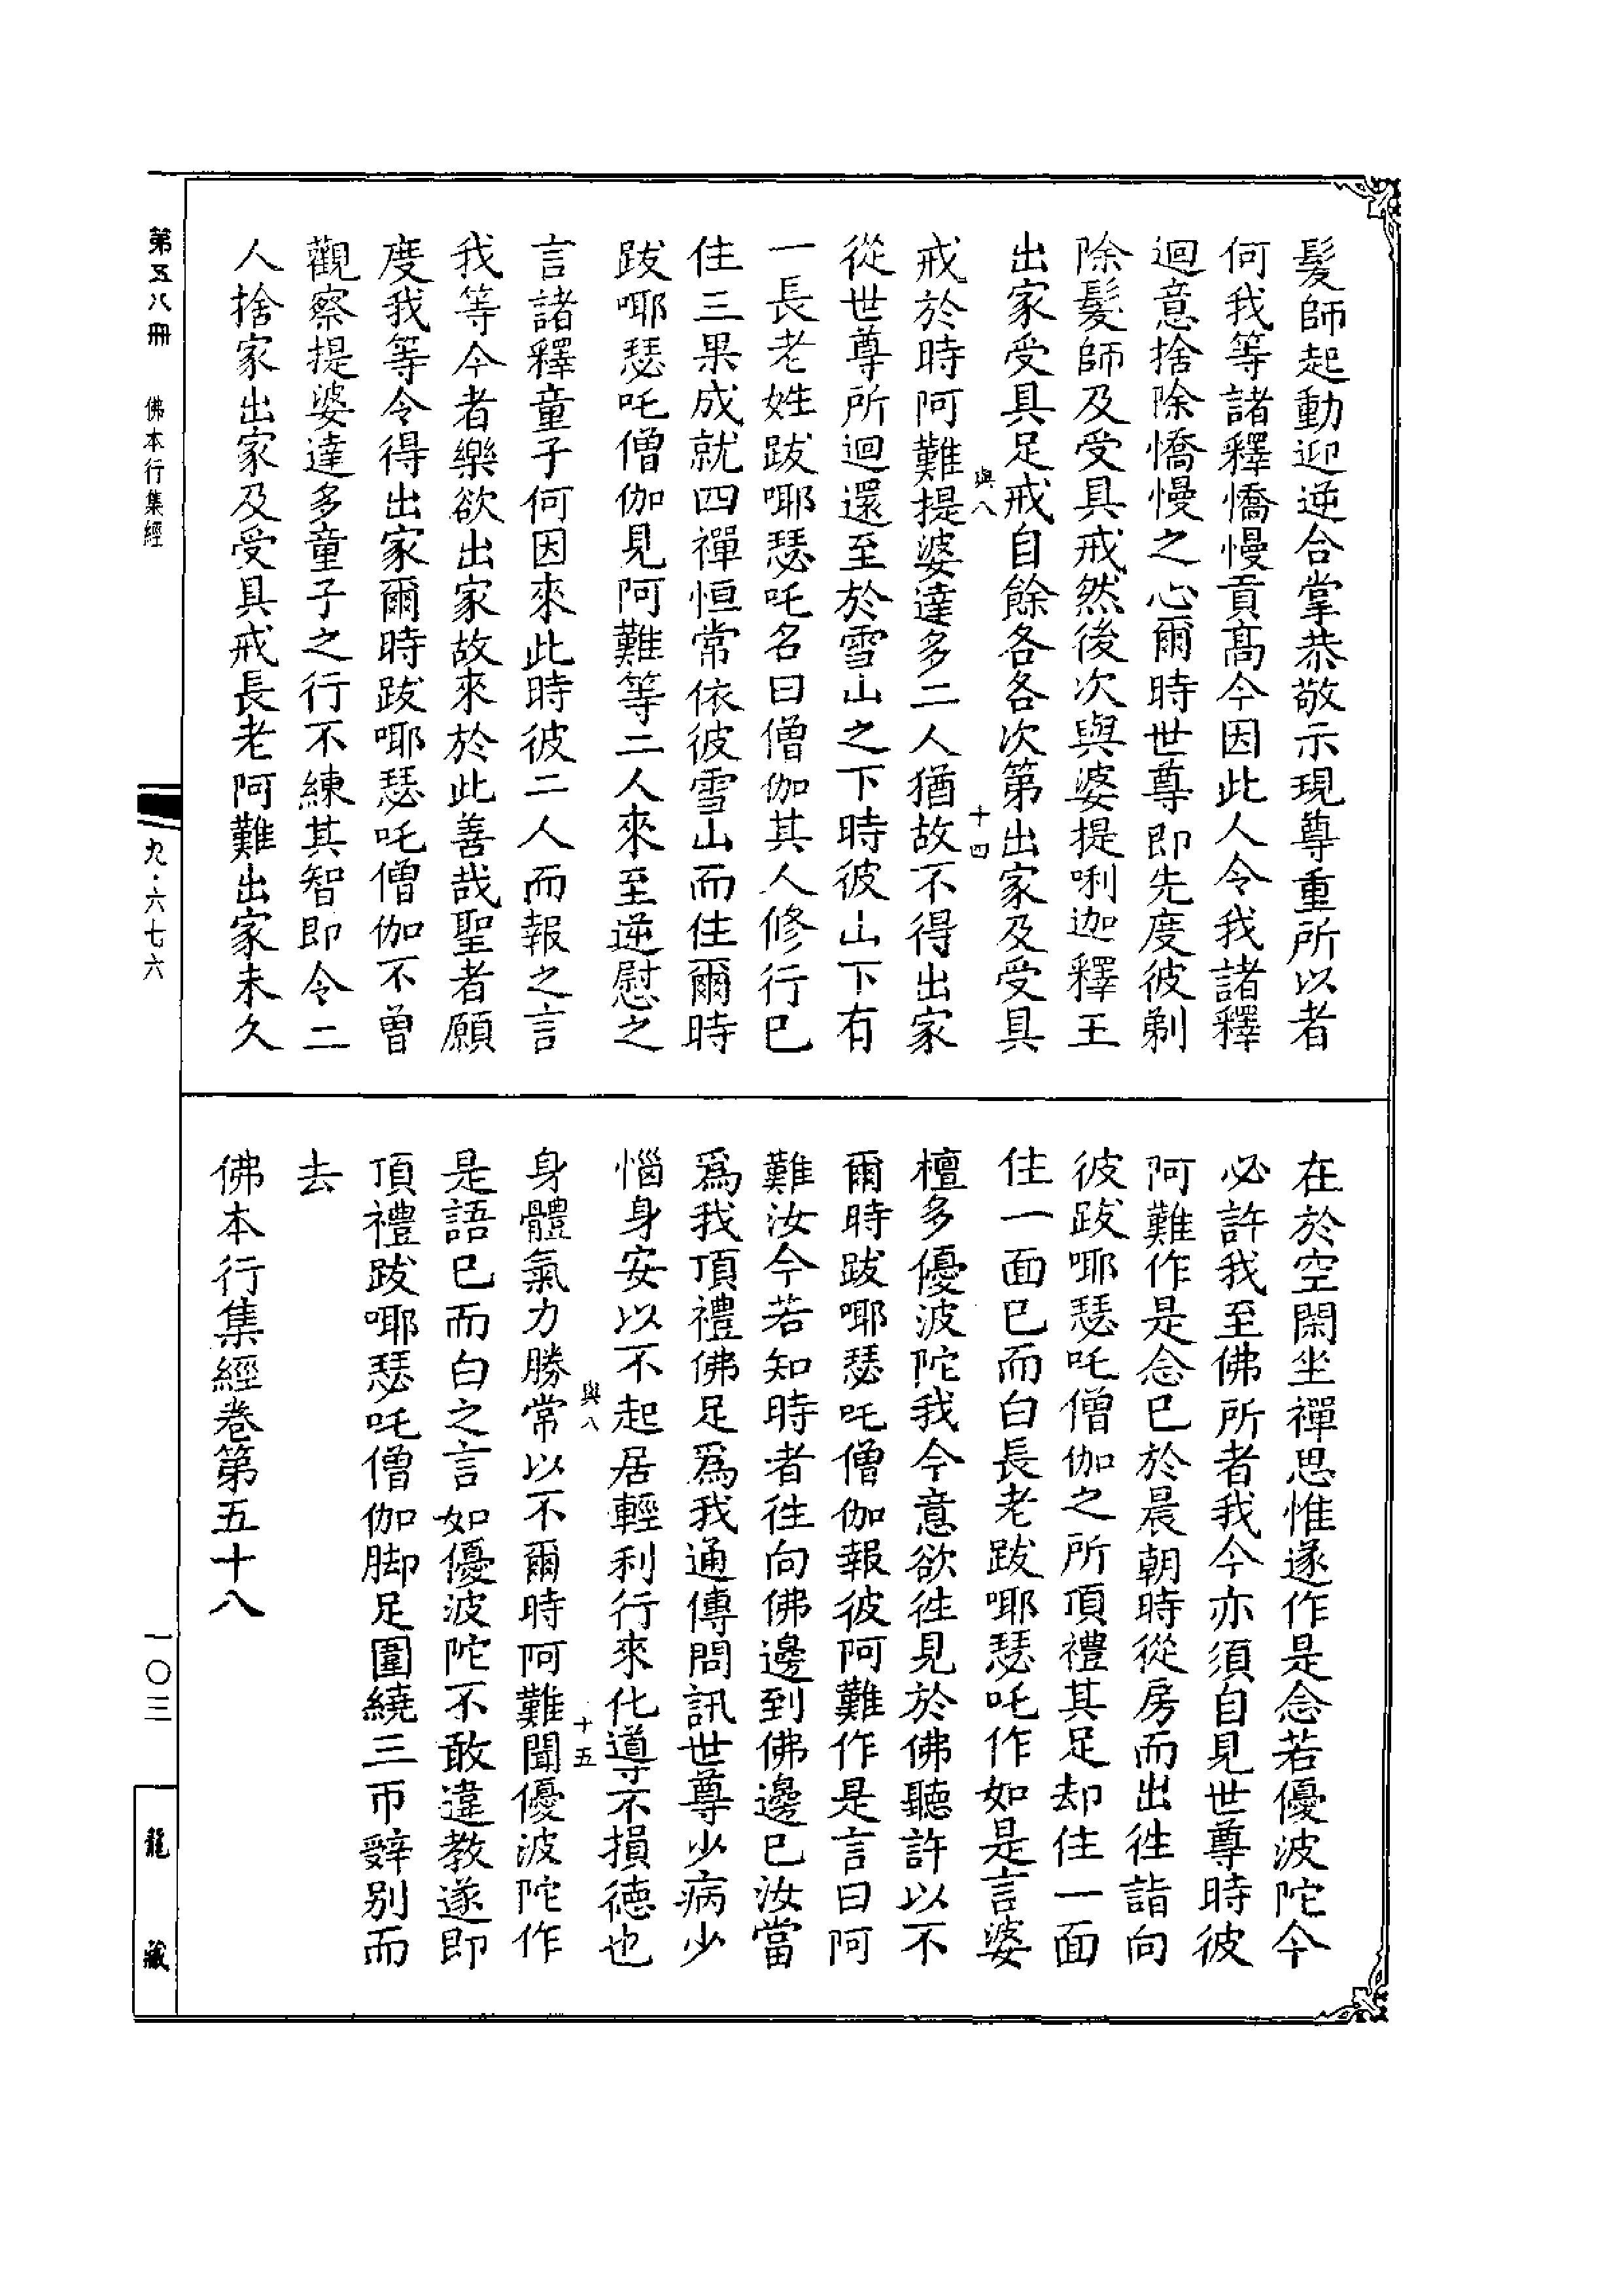 髮師起動迎逆合掌恭敬示現尊重所以者
何我等諸釋憍慢貢高今因此人令我諸釋
迴意捨除憍慢之心爾時世尊即先度彼剃
除髮師及受具戒然後次與婆提唎迦釋王
出家受具足戒自餘各各次第出家及受具
與八
十四
戒於時阿難提婆達多二人猶故不得出家
從世尊所迴還至於雪山之下時彼山下有
一長老姓跋耶瑟吒名曰僧伽其人修行已
住三果成就四禪恒常依彼雪山而住爾時
跋耶瑟吒僧伽見阿難等二人來至逆慰之
言諸釋童子何因來此時彼二人而報之言
我等今者樂欲出家故來於此善哉聖者願
度我等令得出家爾時跋耶瑟吒僧伽不曾
觀察提婆達多童子之行不練其智即令二
人捨家出家及受具戒長老阿難出家未久
在於空閑坐禪思惟遂作是念若優波陀今
必許我至佛所者我今亦須自見世尊時彼
阿難作是念已於晨朝時從房而出往詣向
彼跋耶瑟吒僧伽之所頂禮其足却住一面
住一面已而白長老跋耶瑟吒作如是言婆
檀多優波陀我今意欲往見於佛聽許以不
爾時跋耶瑟吒僧伽報彼阿難作是言曰阿
難汝今若知時者往向佛邊到佛邊已汝當
爲我頂禮佛足爲我通傳問訊世尊少病少
惱身安以不起居輕利行來化導不損德也
與八
十五
身體氣力勝常以不爾時阿難聞優波陀作
是語已而白之言如優波陀不敢違教遂即
頂禮跋耶瑟吒僧伽脚足圍繞三帀辭別而
去
佛本行集經卷第五十八
第五八冊
佛本行集經
九·六七六
一〇三
龍藏